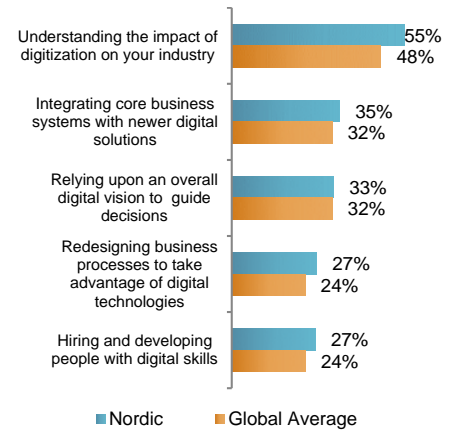 Understanding the impact of
digitization on your industry
55%
48%
Integrating core business
systems with newer digital
solutions
35%
32%
Relying upon an overall
digital vision to guide
decisions
33%
32%
Redesigning business
processes to take
advantage of digital
technologies
27%
24%
Hiring and developing
people with digital skills
27%
24%
Nordic
Global Average